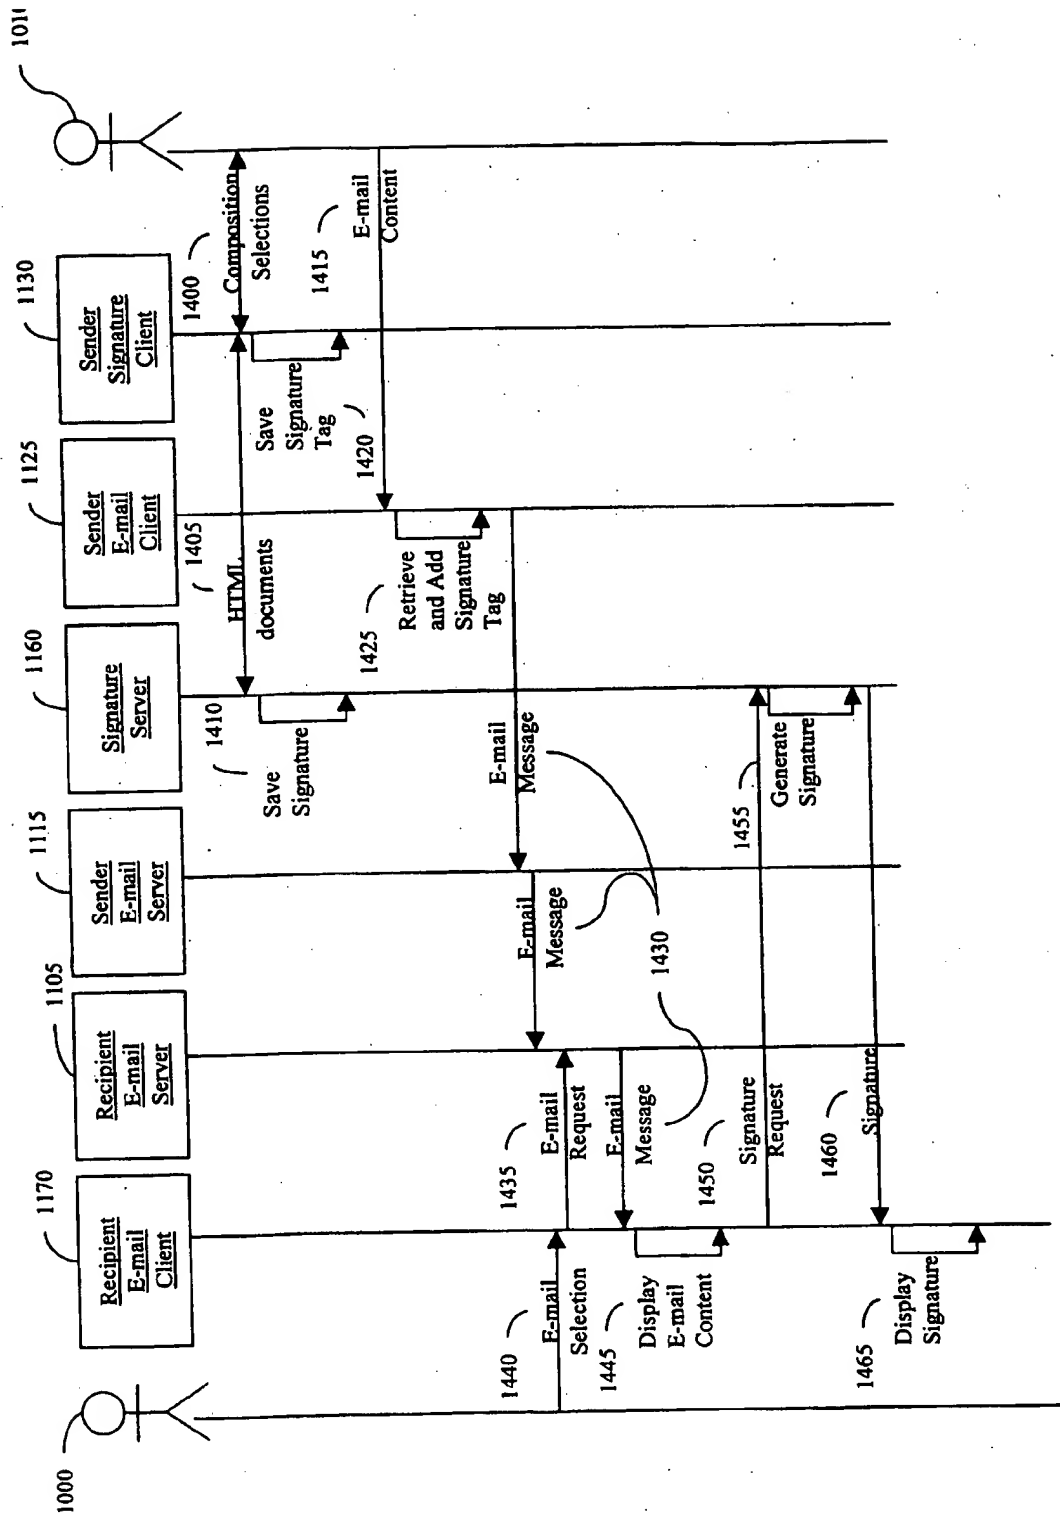 1000
1170
Recipient
E-mail
Client
1105
Recipient
E-mail
Server
1115
Sender
E-mail
Server
1160
Signature
Server
1125
Sender
E-mail
Client
1130
Sender
Signature
Client
1400
Composition
Selections
1405
HTML
documents
1410
Save
Signature
1415
Save
Signature
Tag
1420
E-mail
Content
1425
Retrieve
and Add
Signature
Tag
E-mail
Message
E-mail
Message
1430
1435
E-mail
Request
1440
E-mail
Selection
E-mail
Message
1445
Display
E-mail
Content
1450
Signature
Request
1455
Generate
Signature
1460
Signature
1465
Display
Signature